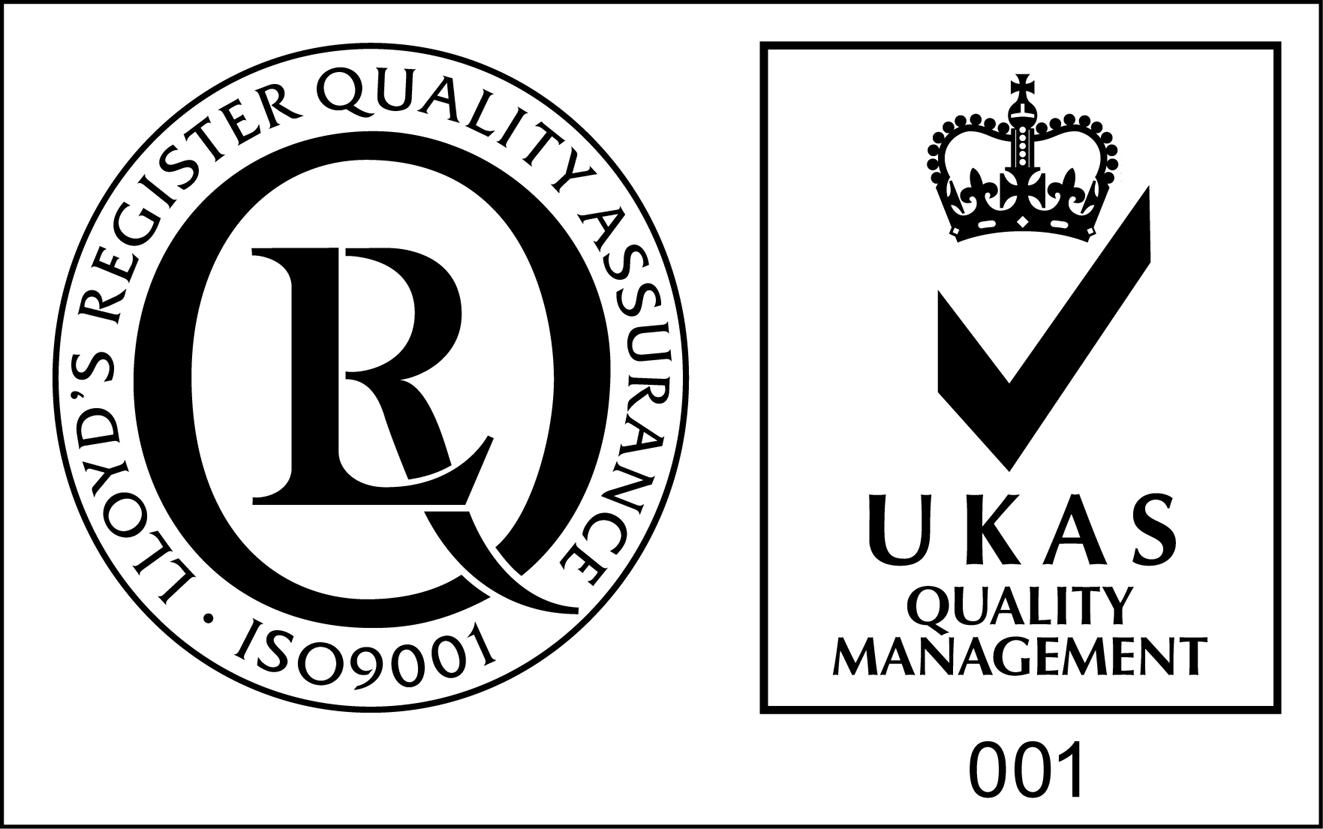 LLOYD'S REGISTER QUALITY ASSURANCE
• ISO9001
LRQ
UKAS
QUALITY
MANAGEMENT
001